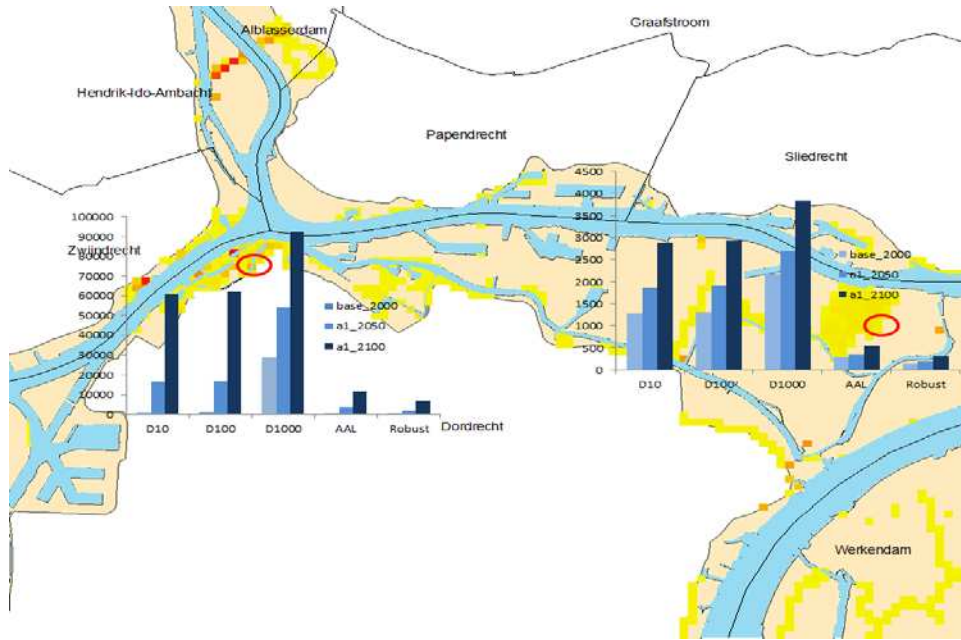 Alblasserdam
Graafstroom
Hendrik-Ido-Ambacht
Papendrecht
Sliedrecht
Zwijndrecht
100000
90000
80000
70000
60000
50000
40000
30000
20000
10000
0
base_2000
a1_2050
a1_2100
D10 D100 D1000 AAL Robust
Dordrecht
4500
4000
3500
3000
2500
2000
1500
1000
500
0
base_2000
a1_2050
a1_2100
D10 D100 D1000 AAL Robust
Werkendam